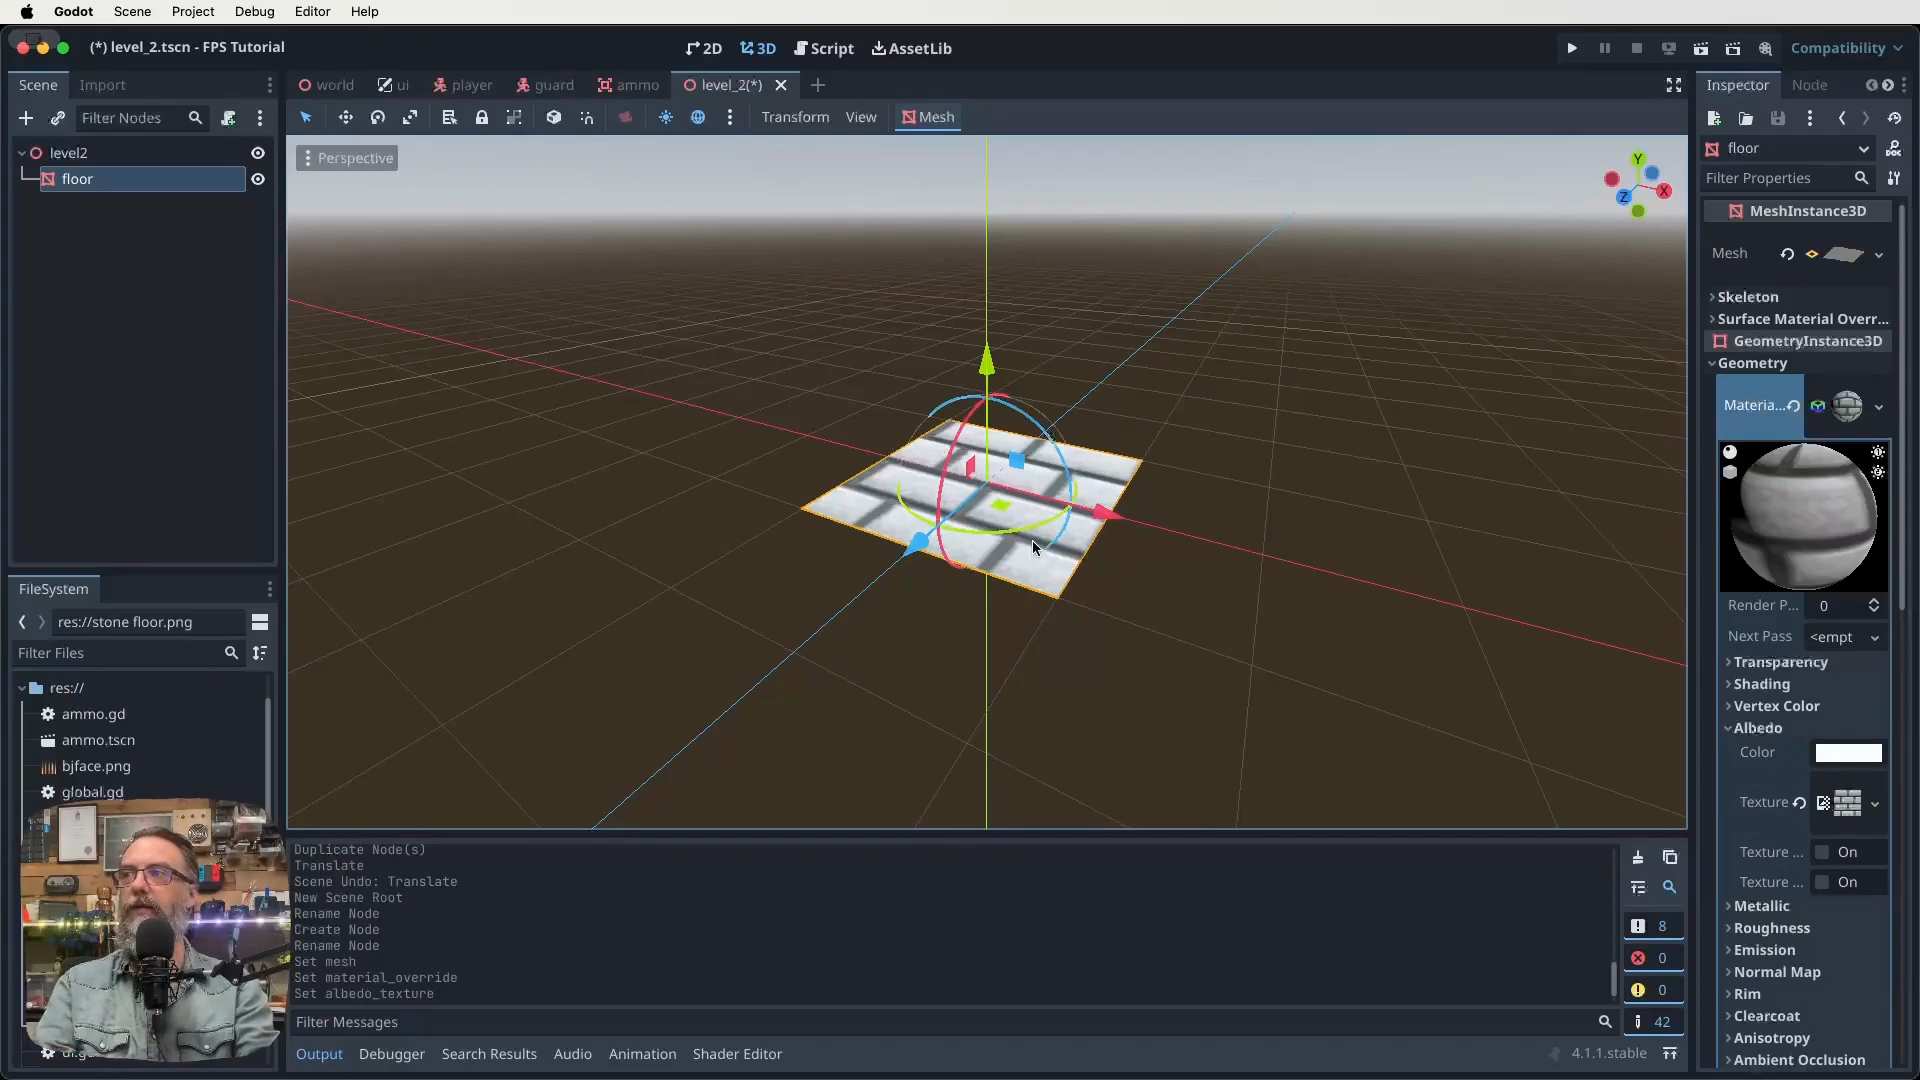 Godot Scene Project Debug Editor Help
(*) level_2.tscn - FPS Tutorial
2D 3D Script AssetLib
Compatibility
Scene Import
world ui player guard ammo level_2(*)
Inspector Node
Filter Nodes
Transform View Mesh
level2
floor
Perspective
Y
X
Z
floor
Filter Properties
MeshInstance3D
Mesh
Skeleton
Surface Material Overr...
GeometryInstance3D
Geometry
Materia...
Render P... 0
Next Pass <empt
Transparency
Shading
Vertex Color
Albedo
Color
Texture
Texture ... On
Texture ... On
Metallic
Roughness
Emission
Normal Map
Rim
Clearcoat
Anisotropy
Ambient Occlusion
FileSystem
res://stone floor.png
Filter Files
res://
ammo.gd
ammo.tscn
bjface.png
global.gd
Duplicate Node(s)
Translate
Scene Undo: Translate
New Scene Root
Rename Node
Create Node
Rename Node
Set mesh
Set material_override
Set albedo_texture
8
0
0
42
Filter Messages
Output Debugger Search Results Audio Animation Shader Editor
4.1.1.stable